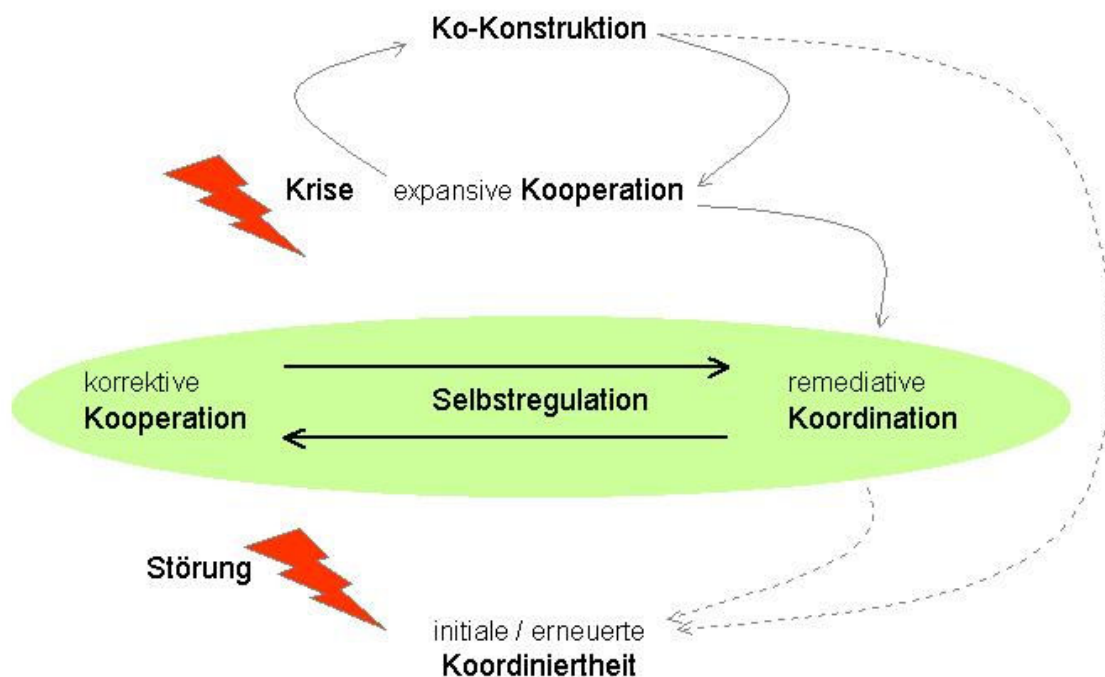 Ko-Konstruktion
Krise
expansive Kooperation
korrektive
Kooperation
Selbstregulation
remediative
Koordination
Störung
initiale / erneuerte
Koordiniertheit